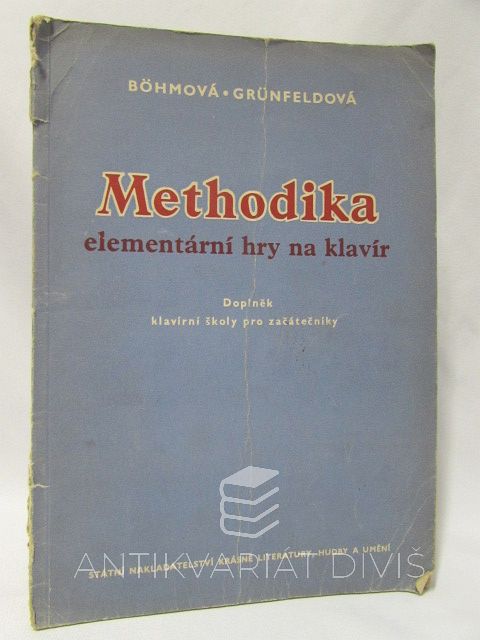 BÖHMOVÁ • GRÜNFELDOVÁ
Methodika
elementární hry na klavír
Doplněk
klavírní školy pro začátečníky
STÁTNÍ NAKLADATELSTVÍ KRÁSNÉ LITERATURY, HUDBY A UMĚNÍ
ANTIKVARIAT DIVIŠ